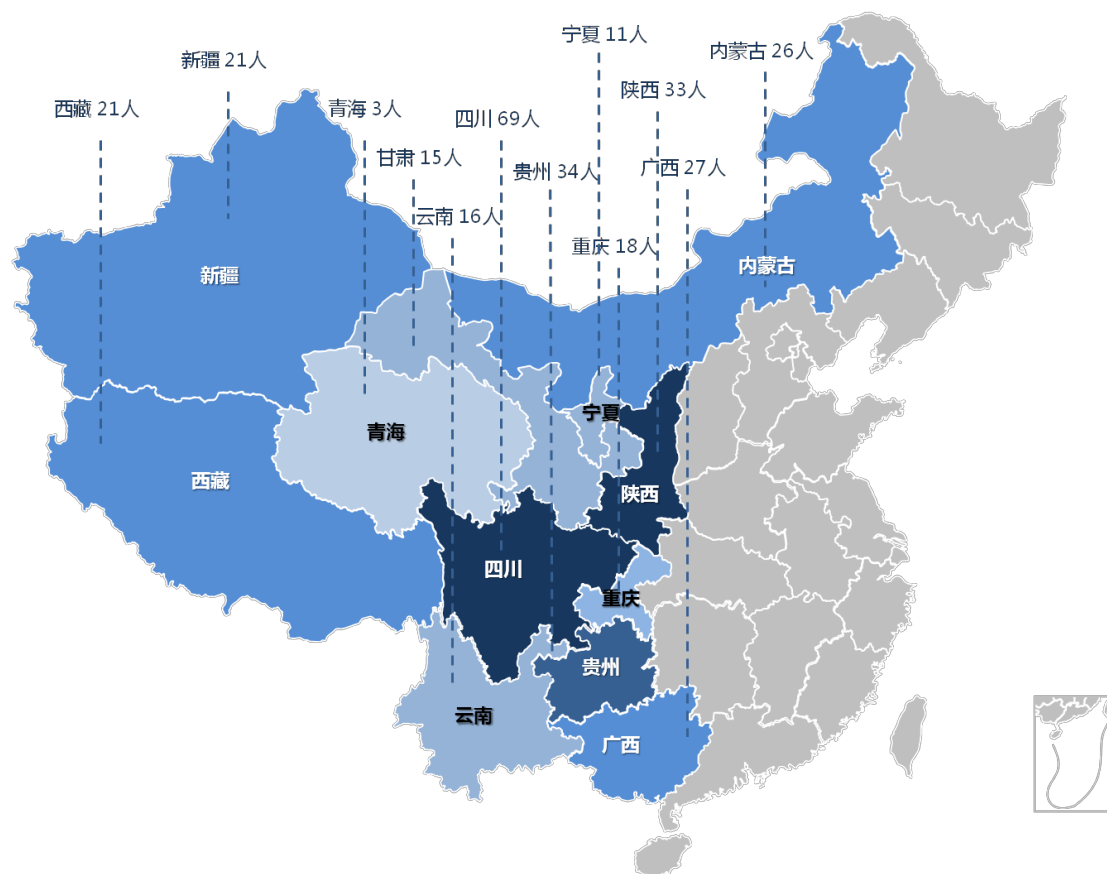 宁夏 11人
内蒙古 26人
新疆 21人
陕西 33人
西藏 21人
青海 3人
四川 69人
甘肃 15人
贵州 34人
广西 27人
云南 16人
重庆 18人
新疆
内蒙古
宁夏
青海
西藏
陕西
四川
重庆
贵州
云南
广西